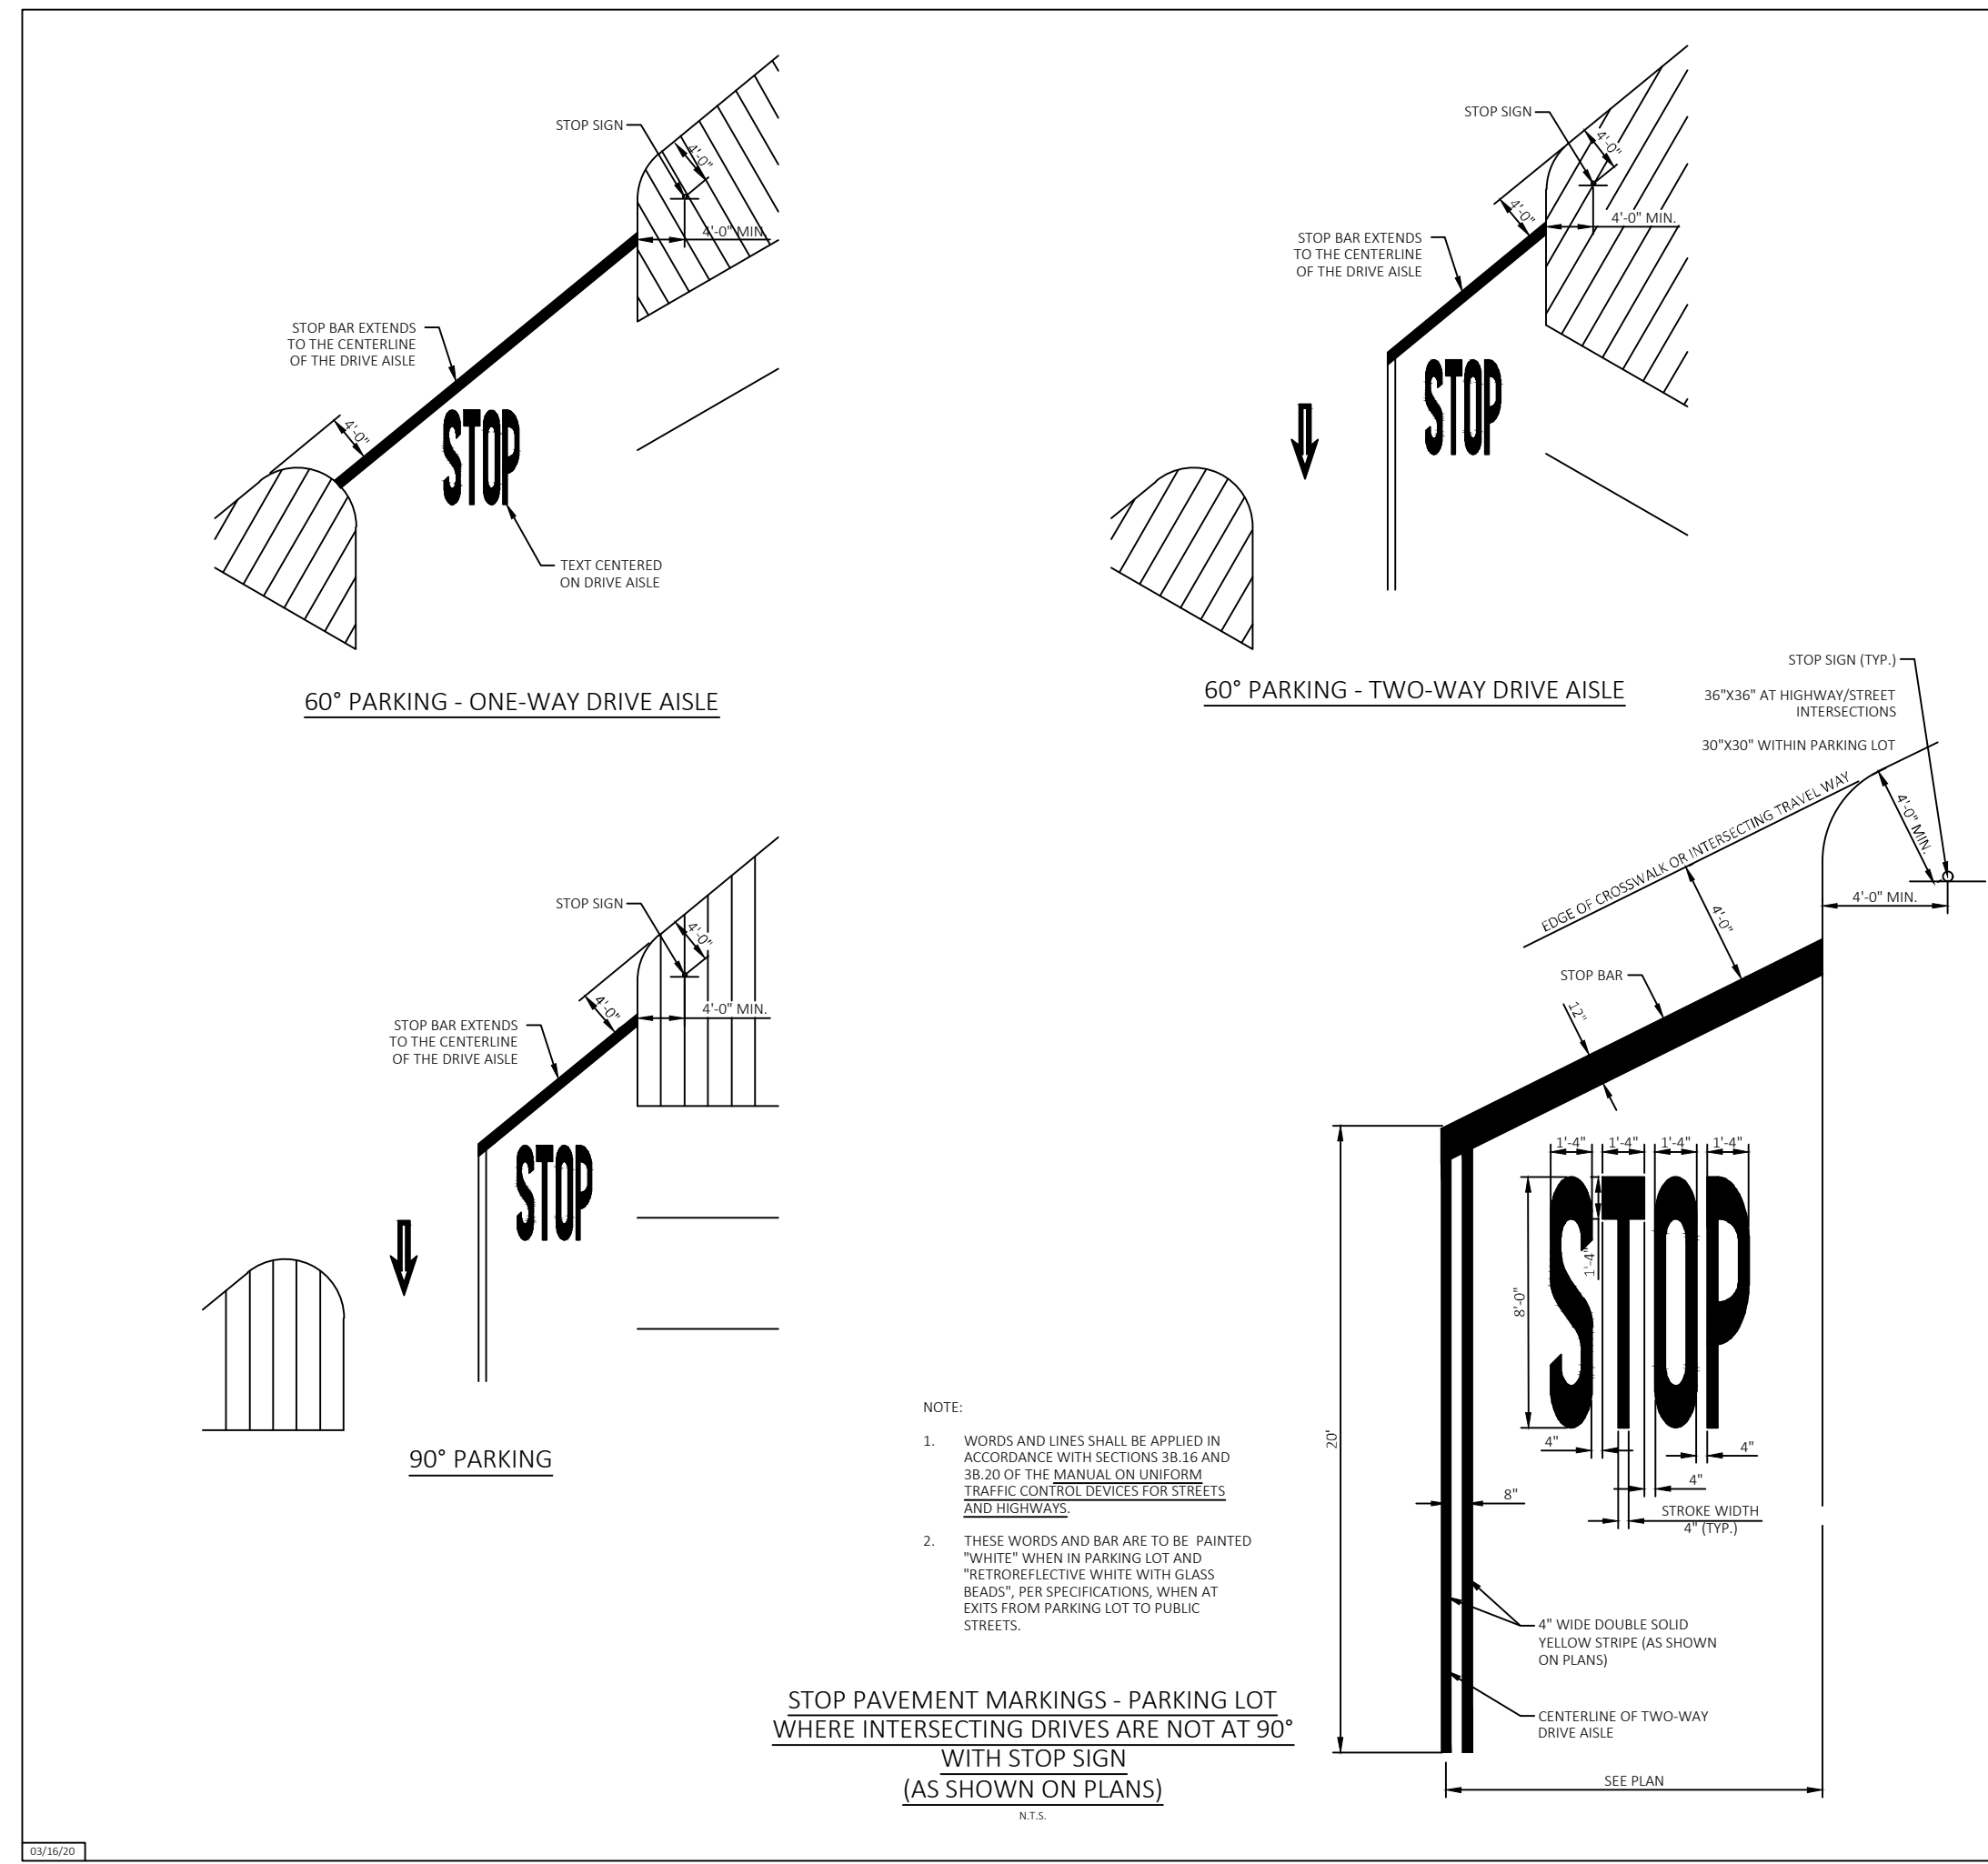 STOP SIGN
4'-0"
4'-0" MIN.
STOP BAR EXTENDS
TO THE CENTERLINE
OF THE DRIVE AISLE
4'-0"
STOP
TEXT CENTERED
ON DRIVE AISLE
60° PARKING - ONE-WAY DRIVE AISLE
STOP SIGN
4'-0"
4'-0"
4'-0" MIN.
STOP BAR EXTENDS
TO THE CENTERLINE
OF THE DRIVE AISLE
STOP
60° PARKING - TWO-WAY DRIVE AISLE
STOP SIGN
4'-0"
4'-0"
4'-0" MIN.
STOP BAR EXTENDS
TO THE CENTERLINE
OF THE DRIVE AISLE
STOP
90° PARKING
STOP SIGN (TYP.)
36"X36" AT HIGHWAY/STREET
INTERSECTIONS
30"X30" WITHIN PARKING LOT
EDGE OF CROSSWALK OR INTERSECTING TRAVEL WAY
4'-0" MIN.
4'-0" MIN.
4'-0"
STOP BAR
12"
1'-4" 1'-4" 1'-4" 1'-4"
1'-4"
8'-0"
STOP
20'
4"
4"
4"
8"
STROKE WIDTH
4" (TYP.)
4" WIDE DOUBLE SOLID
YELLOW STRIPE (AS SHOWN
ON PLANS)
CENTERLINE OF TWO-WAY
DRIVE AISLE
SEE PLAN
NOTE:
1. WORDS AND LINES SHALL BE APPLIED IN
ACCORDANCE WITH SECTIONS 3B.16 AND
3B.20 OF THE MANUAL ON UNIFORM
TRAFFIC CONTROL DEVICES FOR STREETS
AND HIGHWAYS.
2. THESE WORDS AND BAR ARE TO BE PAINTED
"WHITE" WHEN IN PARKING LOT AND
"RETROREFLECTIVE WHITE WITH GLASS
BEADS", PER SPECIFICATIONS, WHEN AT
EXITS FROM PARKING LOT TO PUBLIC
STREETS.
STOP PAVEMENT MARKINGS - PARKING LOT
WHERE INTERSECTING DRIVES ARE NOT AT 90°
WITH STOP SIGN
(AS SHOWN ON PLANS)
N.T.S.
03/16/20